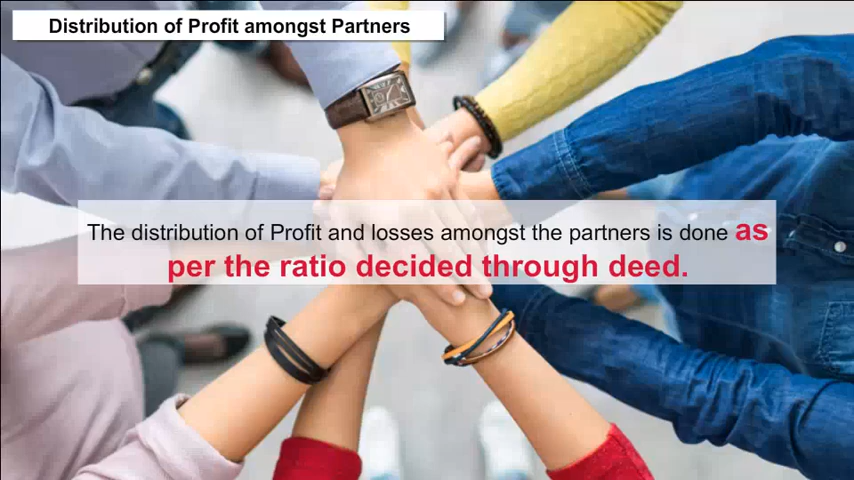 Distribution of Profit amongst Partners
The distribution of Profit and losses amongst the partners is done as
per the ratio decided through deed.